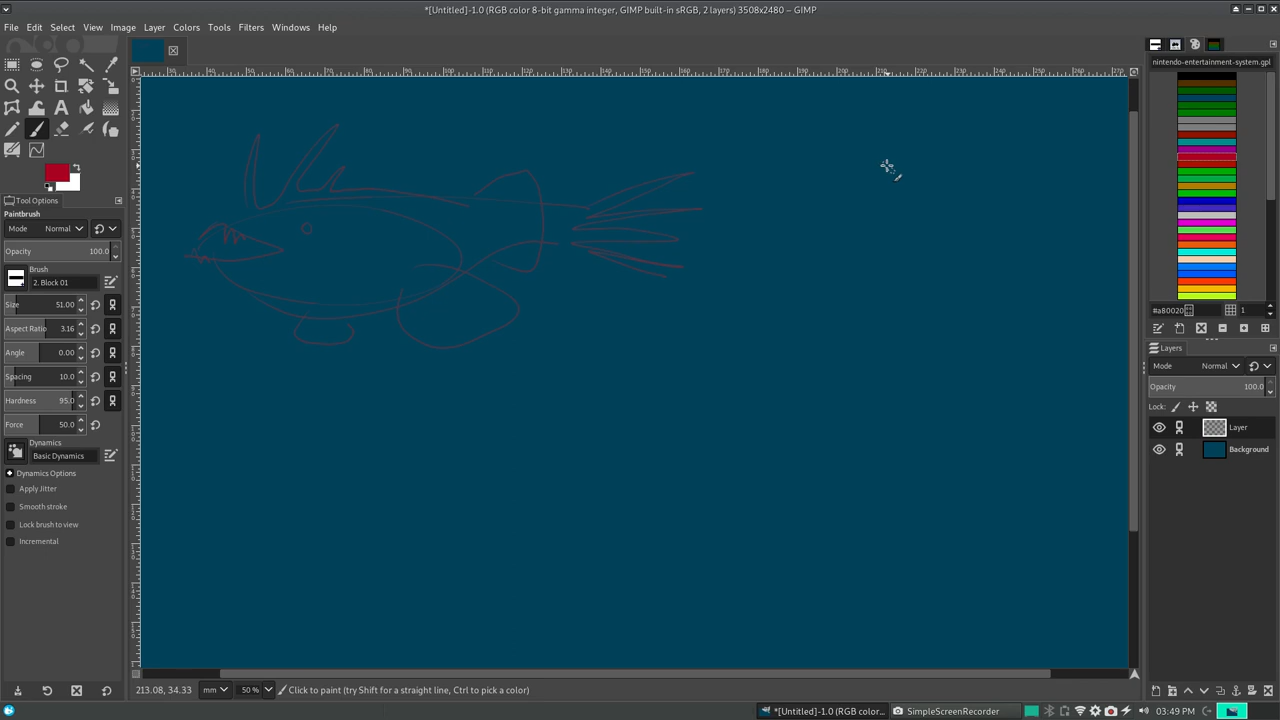 *[Untitled]-1.0 (RGB color 8-bit gamma integer, GIMP built-in sRGB, 2 layers) 3508x2480 – GIMP
File Edit Select View Image Layer Colors Tools Filters Windows Help
nintendo-entertainment-system.gpl
Tool Options
Paintbrush
Mode Normal
Opacity 100.0
Brush
2. Block 01
Size 51.00
Aspect Ratio 3.16
Angle 0.00
Spacing 10.0
Hardness 95.0
Force 50.0
Dynamics
Basic Dynamics
Dynamics Options
Apply Jitter
Smooth stroke
Lock brush to view
Incremental
#a80020
1
Layers
Mode Normal
Opacity 100.0
Lock:
Layer
Background
213.08, 34.33 mm 50 % Click to paint (try Shift for a straight line, Ctrl to pick a color)
*[Untitled]-1.0 (RGB color... SimpleScreenRecorder 03:49 PM